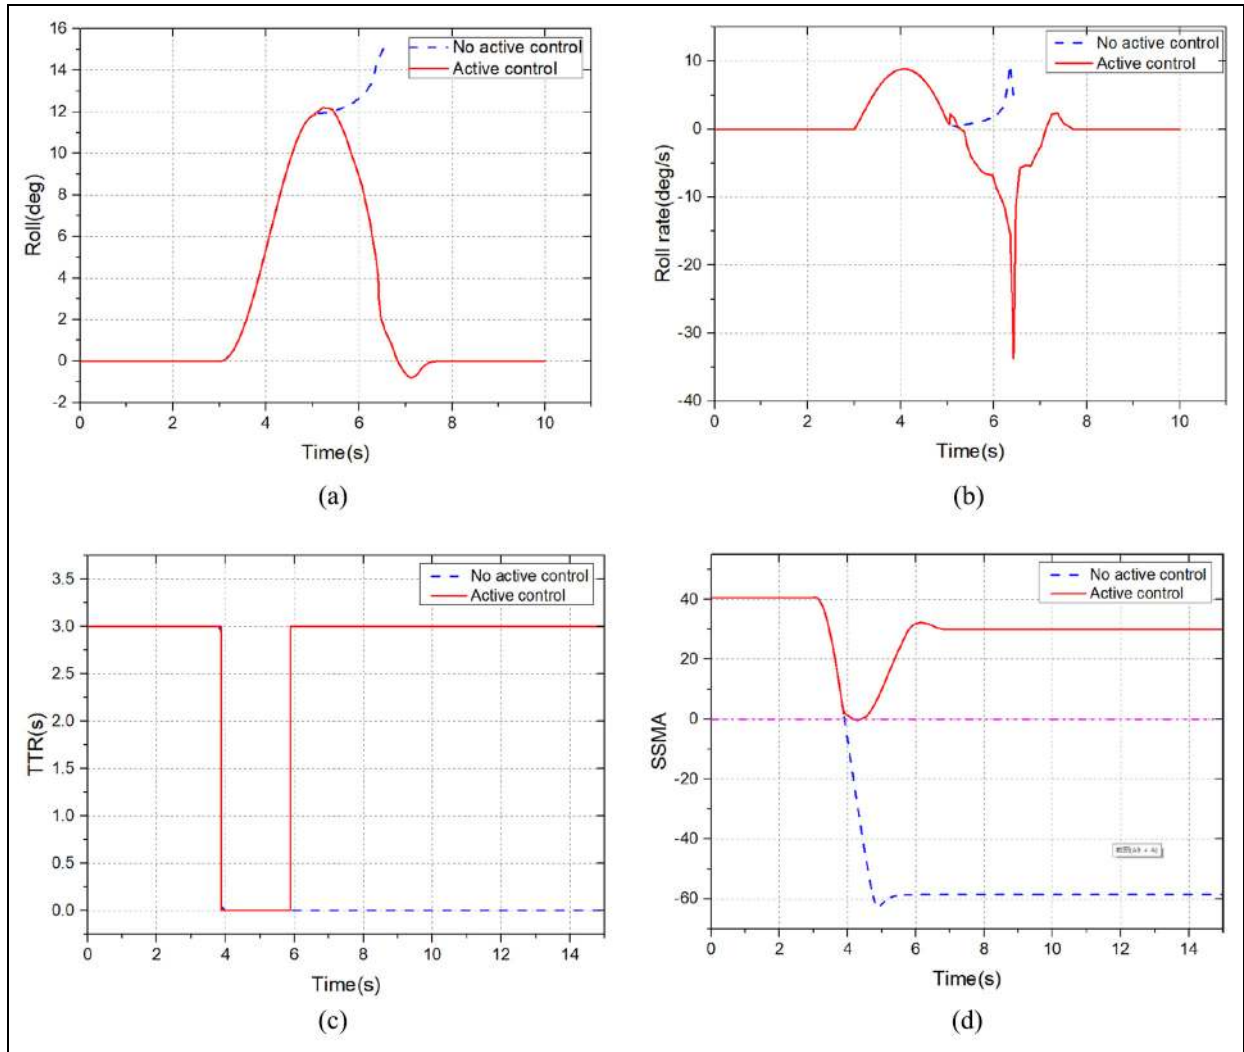 16
14
12
10
8
6
4
2
0
-2
Roll(deg)
No active control
Active control
0 2 4 6 8 10
Time(s)
(a)
10
0
-10
-20
-30
-40
Roll rate(deg/s)
No active control
Active control
0 2 4 6 8 10
Time(s)
(b)
3.5
3.0
2.5
2.0
1.5
1.0
0.5
0.0
TTR(s)
No active control
Active control
0 2 4 6 8 10 12 14
Time(s)
(c)
40
20
0
-20
-40
-60
SSMA
No active control
Active control
0 2 4 6 8 10 12 14
Time(s)
(d)